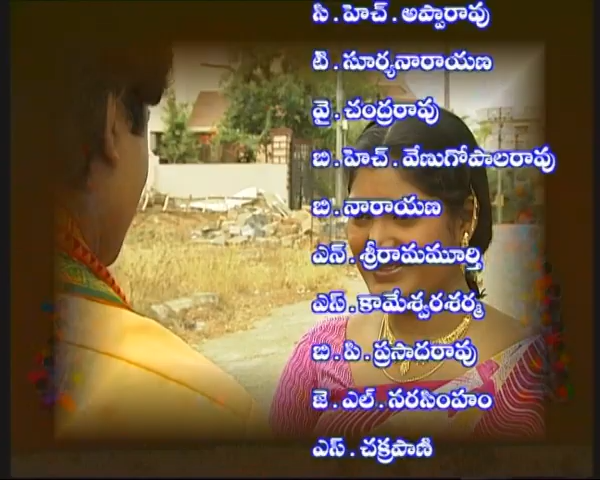 సి.హెచ్.అప్పారావు
టి.సూర్యనారాయణ
వై.చంద్రరావు
బి.హెచ్.వేణుగోపాలరావు
బి.నారాయణ
ఎన్.శ్రీరామమూర్తి
ఎస్.కామేశ్వరశర్మ
బి.పి.ప్రసాదరావు
జె.ఎల్.నరసింహం
ఎస్.చక్రపాణి